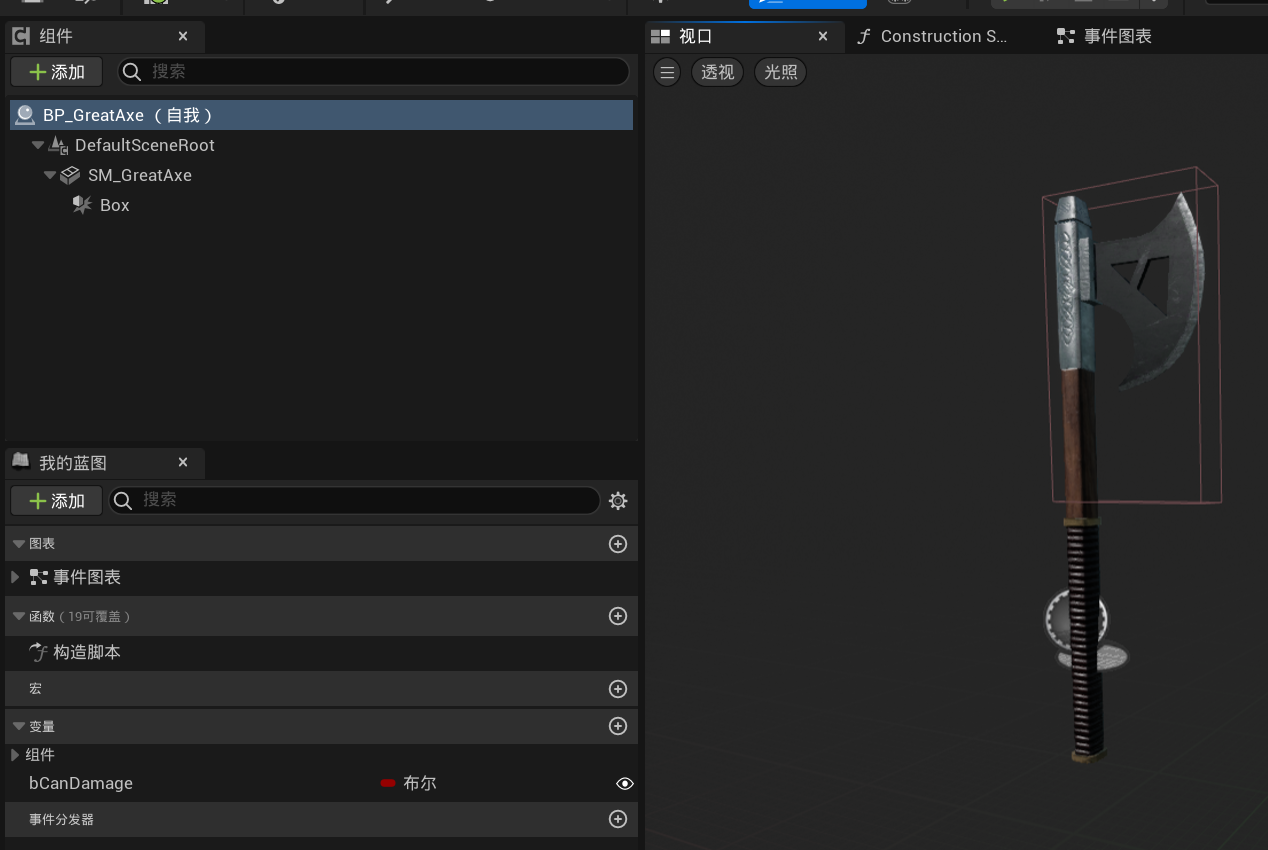 组件
添加
搜索
BP_GreatAxe （自我）
DefaultSceneRoot
SM_GreatAxe
Box
我的蓝图
添加
搜索
图表
事件图表
函数（19可覆盖）
构造脚本
宏
变量
组件
bCanDamage 布尔
事件分发器
视口
Construction S...
事件图表
透视
光照